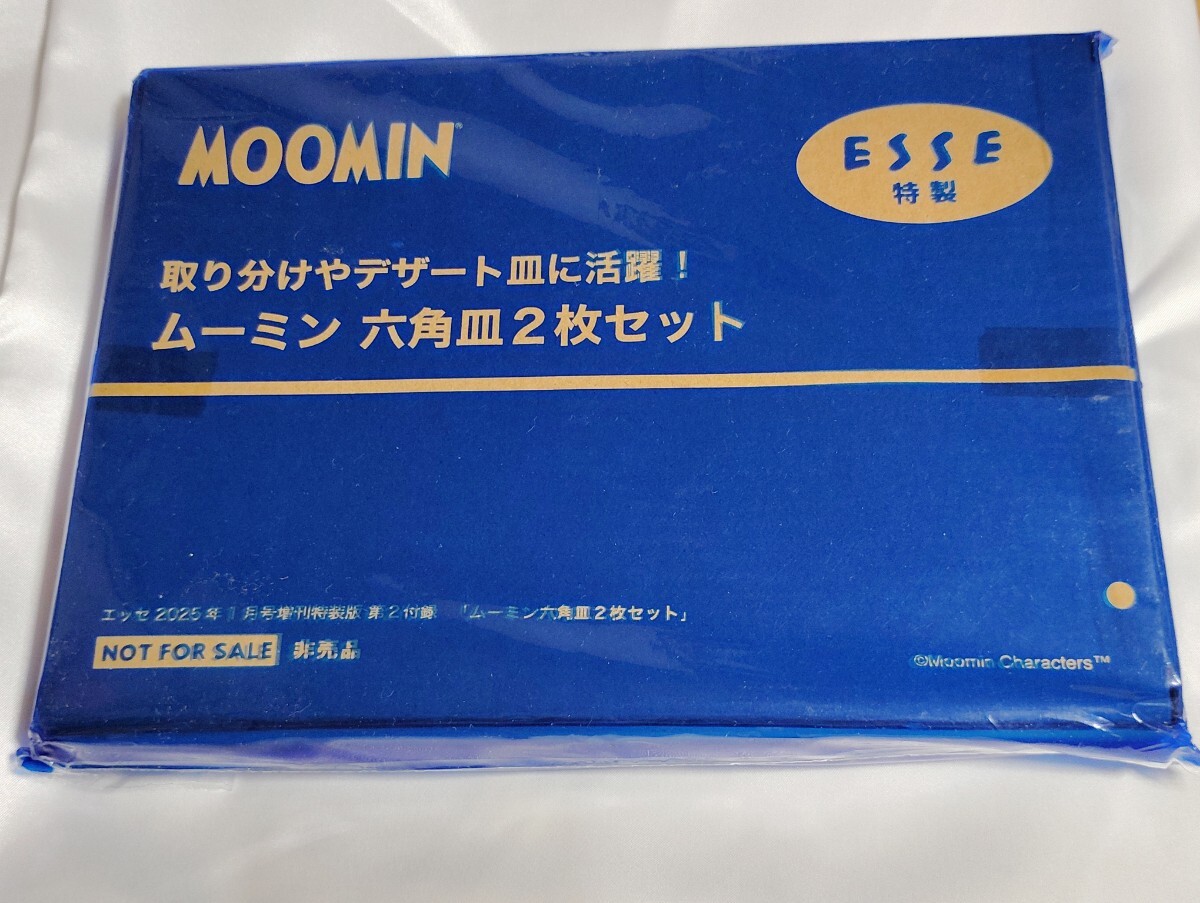 MOOMIN
ESSE
特製
取り分けやデザート皿に活躍!
ムーミン 六角皿2枚セット
エッセ 2025年1月号増刊特装版 第2付録 「ムーミン六角皿2枚セット」
NOT FOR SALE 非売品
©Moomin Characters™